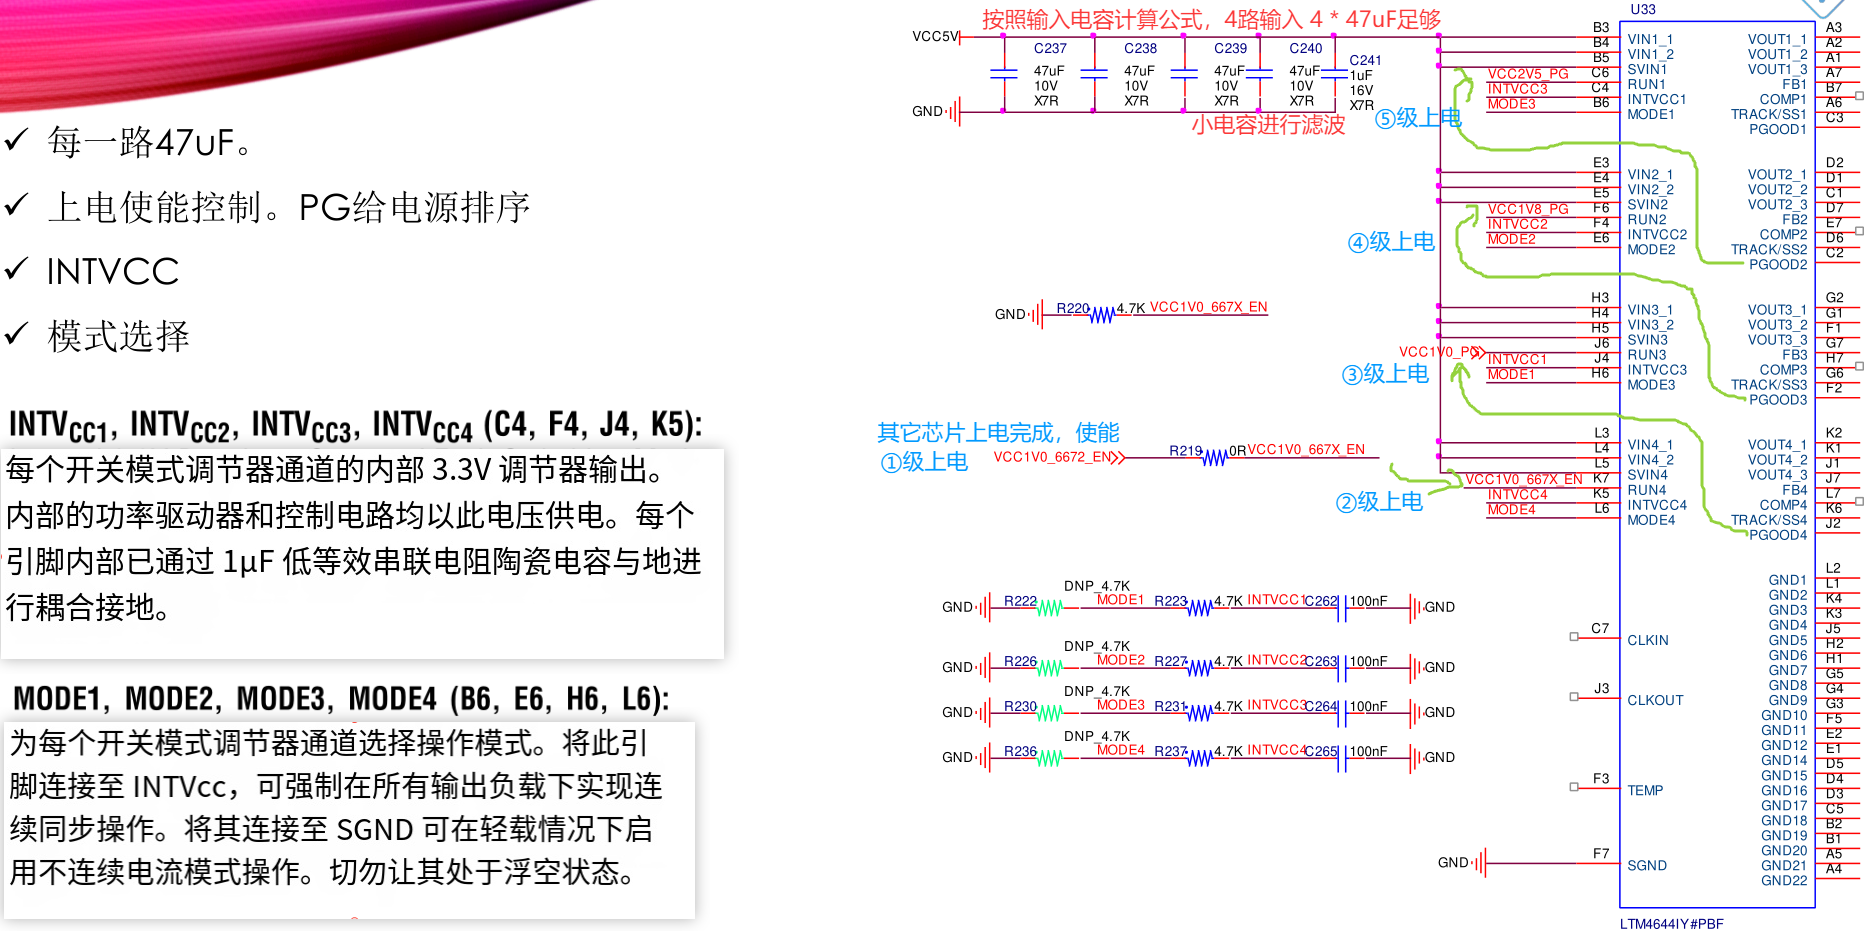 ✓ 每一路47uF。
✓ 上电使能控制。PG给电源排序
✓ INTVCC
✓ 模式选择
INTVCC1, INTVCC2, INTVCC3, INTVCC4 (C4, F4, J4, K5):
每个开关模式调节器通道的内部 3.3V 调节器输出。
内部的功率驱动器和控制电路均以此电压供电。每个
引脚内部已通过 1μF 低等效串联电阻陶瓷电容与地进
行耦合接地。
MODE1, MODE2, MODE3, MODE4 (B6, E6, H6, L6):
为每个开关模式调节器通道选择操作模式。将此引
脚连接至 INTVcc，可强制在所有输出负载下实现连
续同步操作。将其连接至 SGND 可在轻载情况下启
用不连续电流模式操作。切勿让其处于浮空状态。
按照输入电容计算公式，4路输入 4 * 47uF足够
VCC5V
C237 C238 C239 C240 C241
47uF 47uF 47uF 47uF 1uF
10V 10V 10V 10V 16V
X7R X7R X7R X7R X7R
GND
小电容进行滤波
⑤级上电
④级上电
GND R220 4.7K VCC1V0_667X_EN
VCC1V0_PG
③级上电
其它芯片上电完成，使能
①级上电
VCC1V0_6672_EN R219 0R VCC1V0_667X_EN
②级上电
DNP_4.7K
GND R222 MODE1 R223 4.7K INTVCC1 C262 100nF GND
DNP_4.7K
GND R226 MODE2 R227 4.7K INTVCC2 C263 100nF GND
DNP_4.7K
GND R230 MODE3 R231 4.7K INTVCC3 C264 100nF GND
DNP_4.7K
GND R236 MODE4 R237 4.7K INTVCC4 C265 100nF GND
U33
B3 VIN1_1 VOUT1_1 A3
B4 VIN1_2 VOUT1_2 A2
B5 SVIN1 VOUT1_3 A1
VCC2V5_PG C6 RUN1 FB1 A7
INTVCC3 C4 INTVCC1 COMP1 B7
MODE3 B6 MODE1 TRACK/SS1 A6
PGOOD1 C3
E3 VIN2_1 VOUT2_1 D2
E4 VIN2_2 VOUT2_2 D1
E5 SVIN2 VOUT2_3 C1
VCC1V8_PG F6 RUN2 FB2 D7
INTVCC2 F4 INTVCC2 COMP2 E7
MODE2 E6 MODE2 TRACK/SS2 D6
PGOOD2 C2
H3 VIN3_1 VOUT3_1 G2
H4 VIN3_2 VOUT3_2 G1
H5 SVIN3 VOUT3_3 F1
J6 RUN3 FB3 G7
INTVCC1 J4 INTVCC3 COMP3 H7
MODE1 H6 MODE3 TRACK/SS3 G6
PGOOD3 F2
L3 VIN4_1 VOUT4_1 K2
L4 VIN4_2 VOUT4_2 K1
L5 SVIN4 VOUT4_3 J1
VCC1V0_667X_EN K7 RUN4 FB4 J7
INTVCC4 K5 INTVCC4 COMP4 L7
MODE4 L6 MODE4 TRACK/SS4 K6
PGOOD4 J2
GND1 L2
GND2 L1
GND3 K4
GND4 K3
C7 CLKIN GND5 J5
GND6 H2
GND7 H1
GND8 G5
J3 CLKOUT GND9 G4
GND10 G3
GND11 F5
GND12 E2
GND14 E1
GND15 D5
F3 TEMP GND16 D4
GND17 D3
GND18 C5
GND19 B2
GND20 B1
GND F7 SGND GND21 A5
GND22 A4
LTM4644IY#PBF